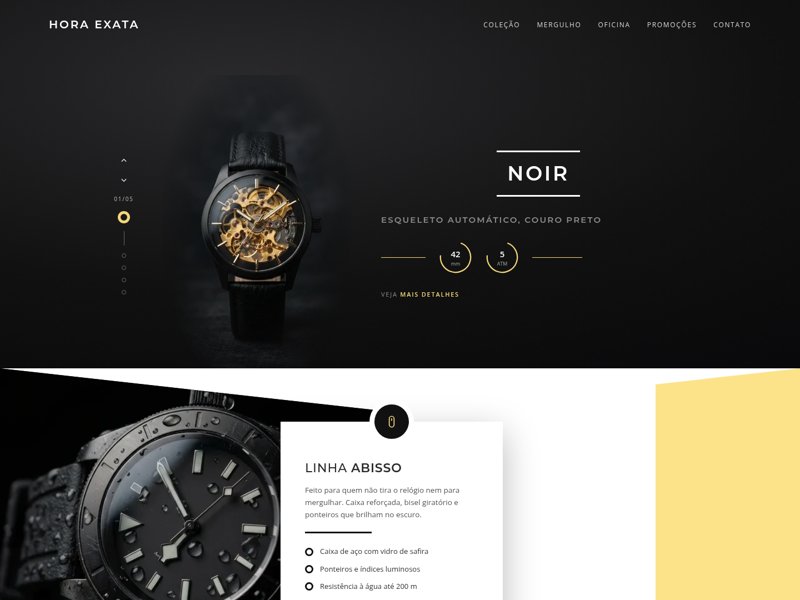 HORA EXATA
COLEÇÃO MERGULHO OFICINA PROMOÇÕES CONTATO
01/05
NOIR
ESQUELETO AUTOMÁTICO, COURO PRETO
42
mm
5
ATM
VEJA MAIS DETALHES
LINHA ABISSO
Feito para quem não tira o relógio nem para
mergulhar. Caixa reforçada, bisel giratório e
ponteiros que brilham no escuro.
Caixa de aço com vidro de safira
Ponteiros e índices luminosos
Resistência à água até 200 m